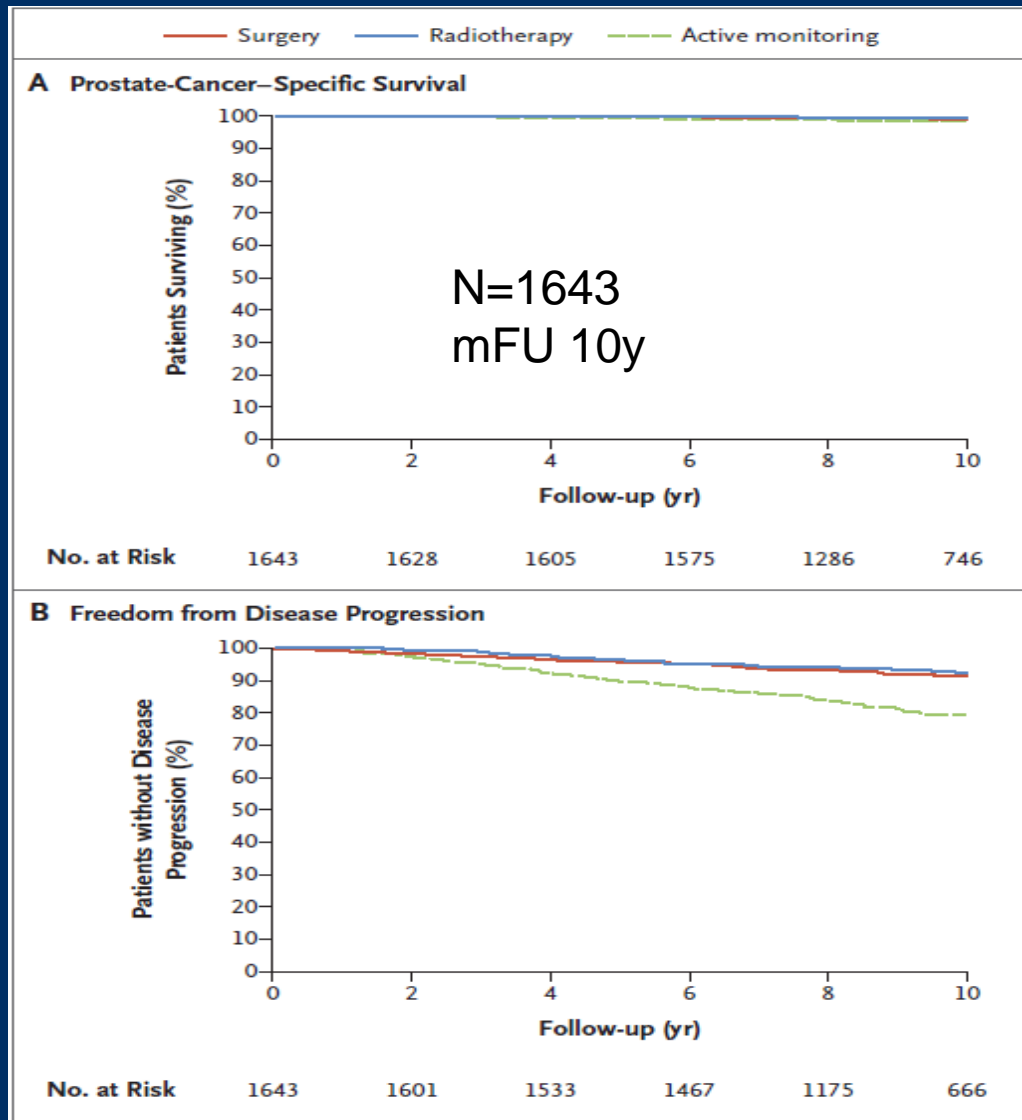 Surgery Radiotherapy Active monitoring
A Prostate-Cancer–Specific Survival
100
90
80
70
60
50
40
30
20
10
0
Patients Surviving (%)
N=1643
mFU 10y
0 2 4 6 8 10
Follow-up (yr)
No. at Risk 1643 1628 1605 1575 1286 746
B Freedom from Disease Progression
100
90
80
70
60
50
40
30
20
10
0
Patients without Disease
Progression (%)
0 2 4 6 8 10
Follow-up (yr)
No. at Risk 1643 1601 1533 1467 1175 666